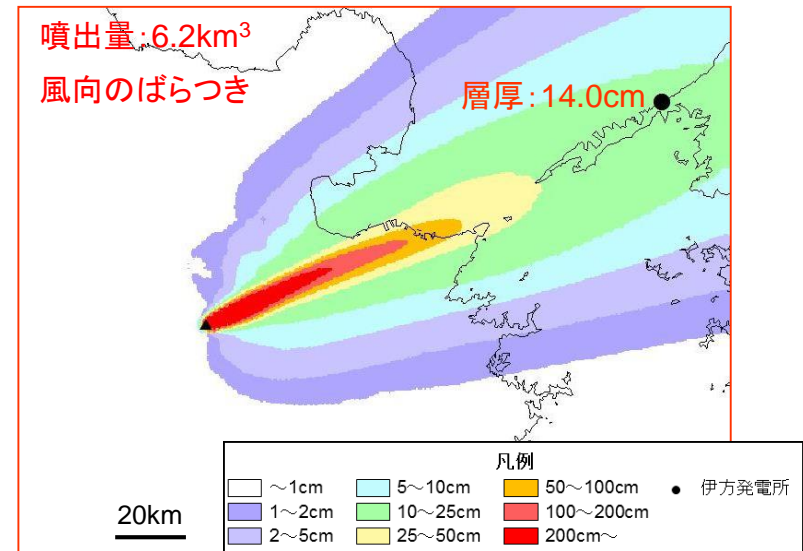 噴出量:6.2km³
風向のばらつき
層厚:14.0cm
20km
凡例
～1cm
5～10cm
50～100cm
伊方発電所
1～2cm
10～25cm
100～200cm
2～5cm
25～50cm
200cm～